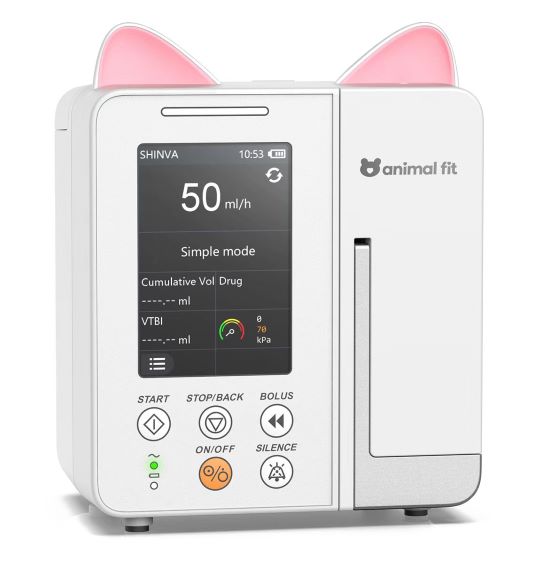 SHINVA 10:53
50 ml/h
Simple mode
Cumulative Vol Drug
----.-- ml
VTBI
----.-- ml
0
70
kPa
animal fit
START STOP/BACK BOLUS
ON/OFF SILENCE